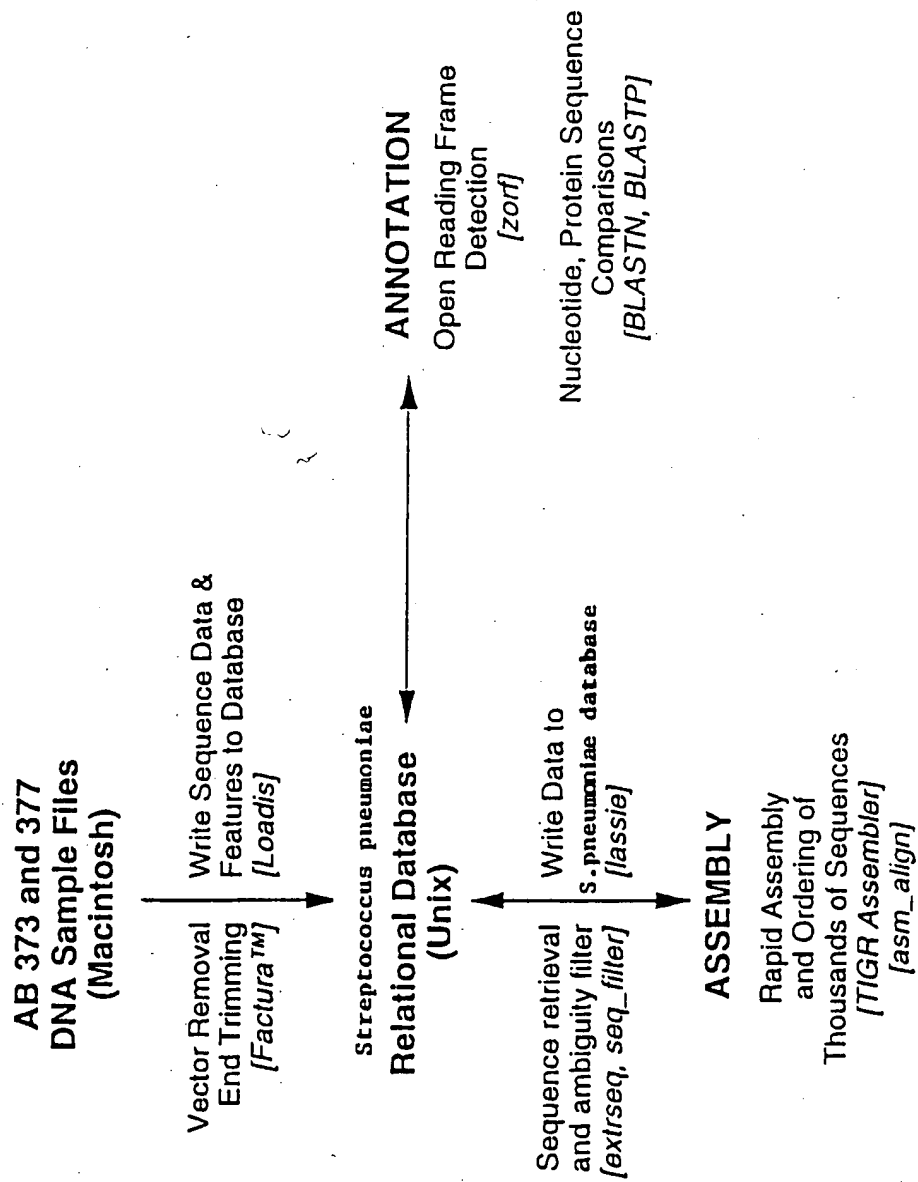 AB 373 and 377
DNA Sample Files
(Macintosh)
Vector Removal
End Trimming
[Factura™]
Write Sequence Data &
Features to Database
[Loadis]
Streptococcus pneumoniae
Relational Database
(Unix)
ANNOTATION
Open Reading Frame
Detection
[zorf]
Nucleotide, Protein Sequence
Comparisons
[BLASTN, BLASTP]
Sequence retrieval
and ambiguity filter
[extrseq, seq_filter]
Write Data to
S.pneumoniae database
[lassie]
ASSEMBLY
Rapid Assembly
and Ordering of
Thousands of Sequences
[TIGR Assembler]
[asm_align]